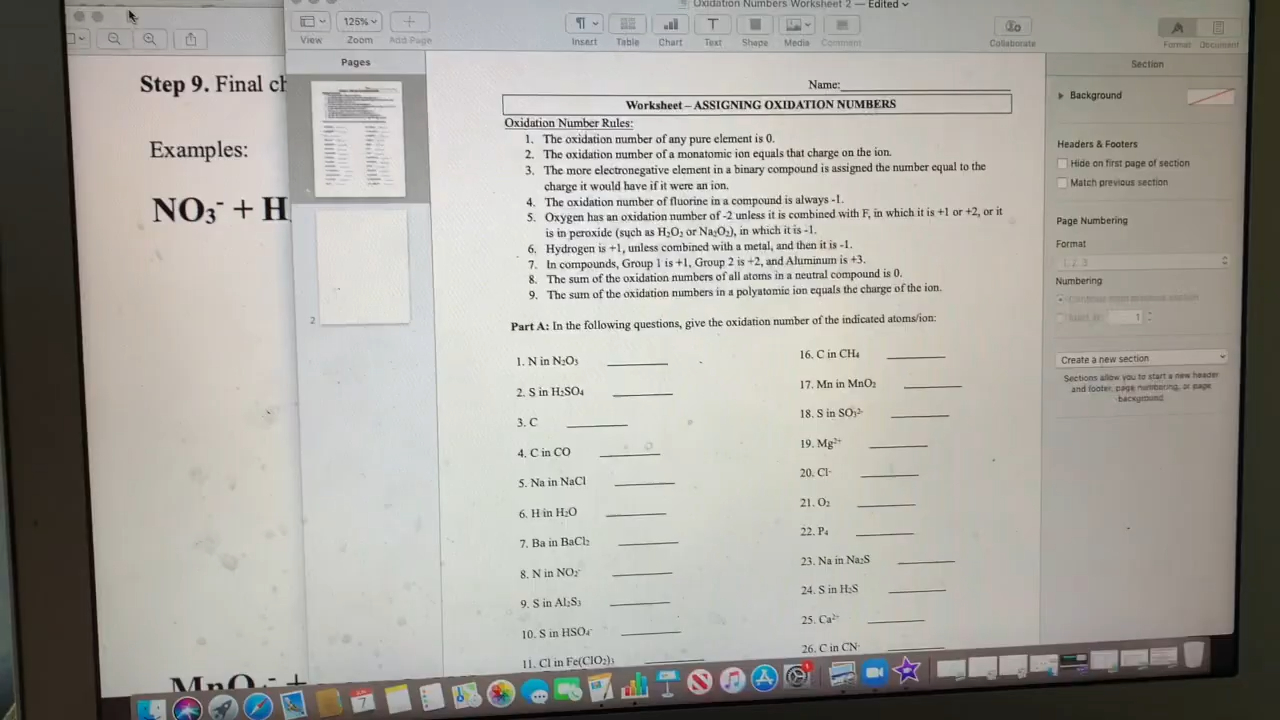 Oxidation Numbers Worksheet 2 — Edited
125%
View
Zoom
Add Page
Insert
Table
Chart
Text
Shape
Media
Comment
Collaborate
Format
Document
Step 9. Final ch
Examples:
NO₃⁻ + H
MnO₄⁻ +
Pages
2
Name:
Worksheet – ASSIGNING OXIDATION NUMBERS
Oxidation Number Rules:
1. The oxidation number of any pure element is 0.
2. The oxidation number of a monatomic ion equals that charge on the ion.
3. The more electronegative element in a binary compound is assigned the number equal to the
charge it would have if it were an ion.
4. The oxidation number of fluorine in a compound is always -1.
5. Oxygen has an oxidation number of -2 unless it is combined with F, in which it is +1 or +2, or it
is in peroxide (such as H₂O₂ or Na₂O₂), in which it is -1.
6. Hydrogen is +1, unless combined with a metal, and then it is -1.
7. In compounds, Group 1 is +1, Group 2 is +2, and Aluminum is +3.
8. The sum of the oxidation numbers of all atoms in a neutral compound is 0.
9. The sum of the oxidation numbers in a polyatomic ion equals the charge of the ion.
Part A: In the following questions, give the oxidation number of the indicated atoms/ion:
1. N in N₂O₃
2. S in H₂SO₄
3. C
4. C in CO
5. Na in NaCl
6. H in H₂O
7. Ba in BaCl₂
8. N in NO₂⁻
9. S in Al₂S₃
10. S in HSO₄⁻
11. Cl in Fe(ClO₂)₃
16. C in CH₄
17. Mn in MnO₂
18. S in SO₃²⁻
19. Mg²⁺
20. Cl⁻
21. O₂
22. P₄
23. Na in Na₂S
24. S in H₂S
25. Ca²⁺
26. C in CN⁻
Section
Background
Headers & Footers
Hide on first page of section
Match previous section
Page Numbering
Format
Numbering
Continue from previous section
Start at: 1
Create a new section
Sections allow you to start a new header
and footer, page numbering, or page
background.